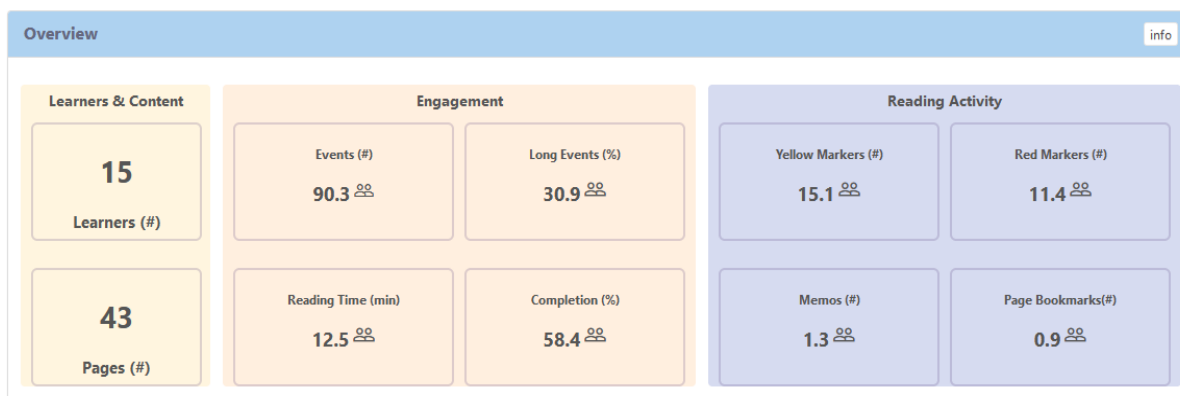 Overview
info
Learners & Content
15
Learners (#)
43
Pages (#)
Engagement
Events (#)
90.3
Long Events (%)
30.9
Reading Time (min)
12.5
Completion (%)
58.4
Reading Activity
Yellow Markers (#)
15.1
Red Markers (#)
11.4
Memos (#)
1.3
Page Bookmarks(#)
0.9